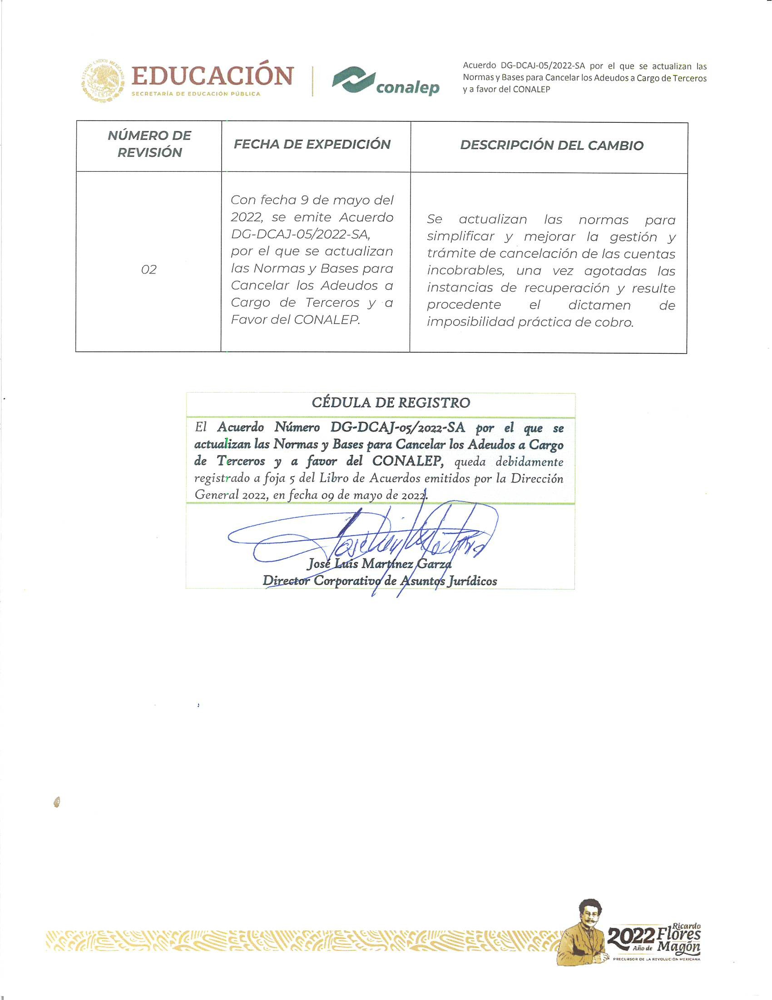 EDUCACIÓN
SECRETARÍA DE EDUCACIÓN PÚBLICA
conalep
Acuerdo DG-DCAJ-05/2022-SA por el que se actualizan las
Normas y Bases para Cancelar los Adeudos a Cargo de Terceros
y a favor del CONALEP
NÚMERO DE
REVISIÓN
FECHA DE EXPEDICIÓN
DESCRIPCIÓN DEL CAMBIO
02
Con fecha 9 de mayo del
2022, se emite Acuerdo
DG-DCAJ-05/2022-SA,
por el que se actualizan
las Normas y Bases para
Cancelar los Adeudos a
Cargo de Terceros y a
Favor del CONALEP.
Se actualizan las normas para
simplificar y mejorar la gestión y
trámite de cancelación de las cuentas
incobrables, una vez agotadas las
instancias de recuperación y resulte
procedente el dictamen de
imposibilidad práctica de cobro.
CÉDULA DE REGISTRO
El Acuerdo Número DG-DCAJ-05/2022-SA por el que se
actualizan las Normas y Bases para Cancelar los Adeudos a Cargo
de Terceros y a favor del CONALEP, queda debidamente
registrado a foja 5 del Libro de Acuerdos emitidos por la Dirección
General 2022, en fecha 09 de mayo de 2022.
José Luis Martínez Garza
Director Corporativo de Asuntos Jurídicos
2022
Año de
Ricardo
Flores
Magón
PRECURSOR DE LA REVOLUCIÓN MEXICANA